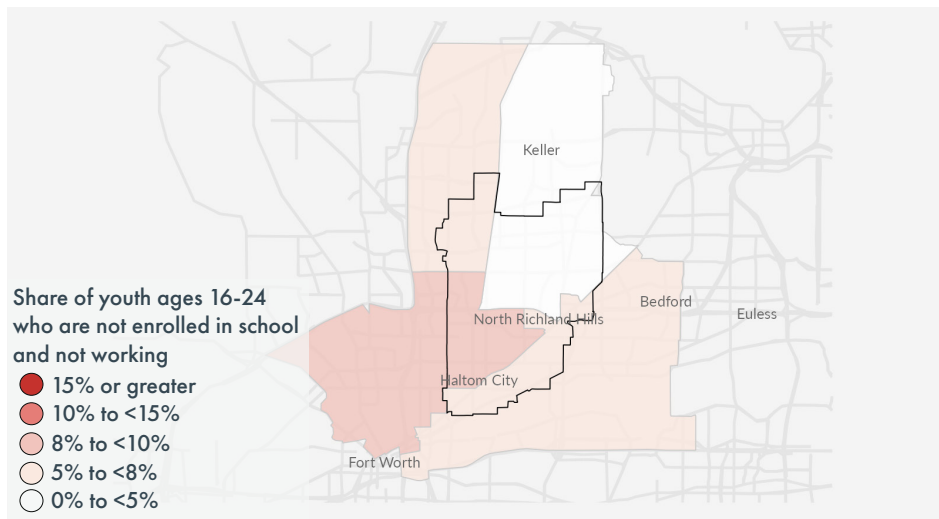 Keller
Bedford
Euless
North Richland Hills
Haltom City
Fort Worth
Share of youth ages 16-24
who are not enrolled in school
and not working
15% or greater
10% to <15%
8% to <10%
5% to <8%
0% to <5%